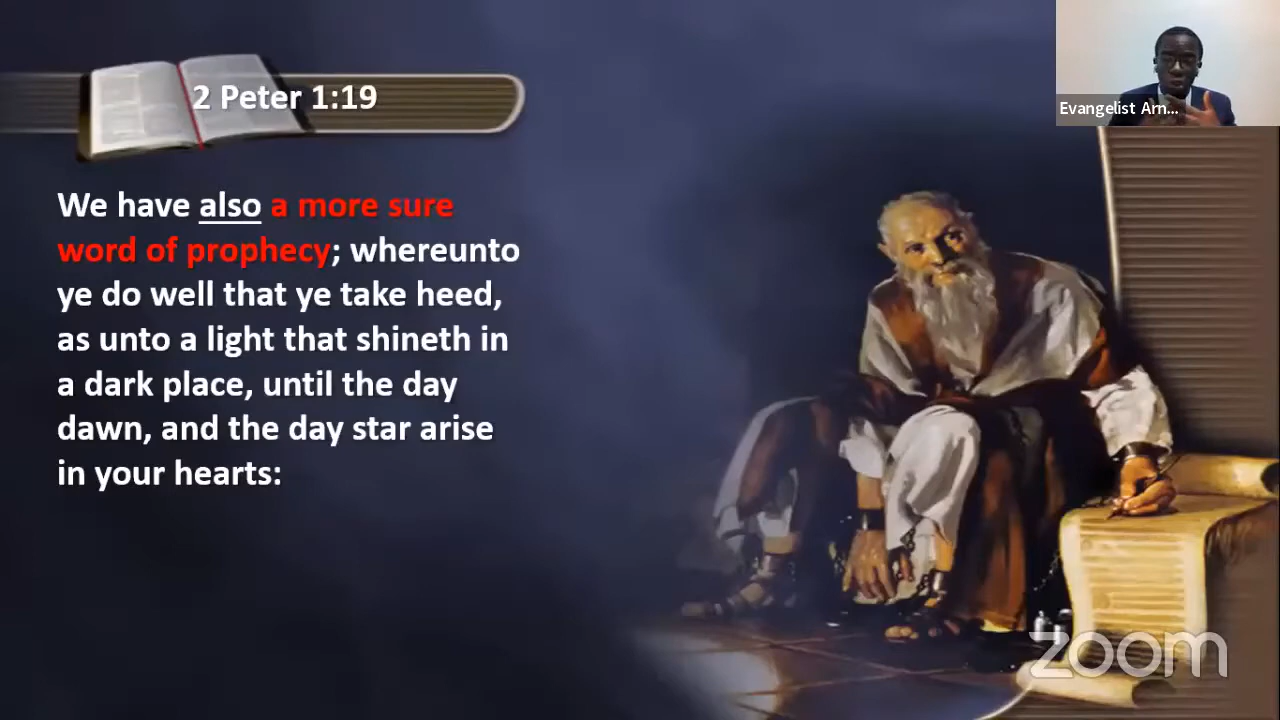 2 Peter 1:19
Evangelist Arn...
We have also a more sure
word of prophecy; whereunto
ye do well that ye take heed,
as unto a light that shineth in
a dark place, until the day
dawn, and the day star arise
in your hearts:
zoom